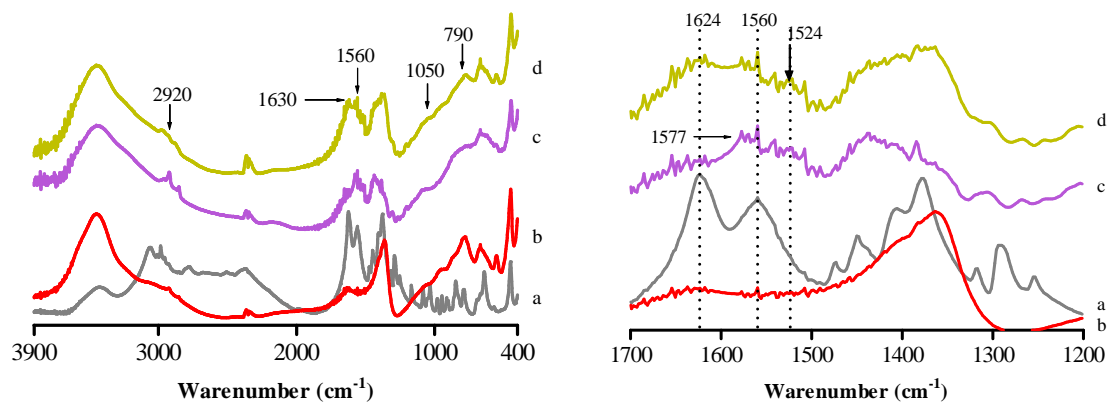 790
1560
1050
1630
2920
d
c
b
a
3900 3000 2000 1000 400
Warenumber (cm-1)
1624 1560 1524
1577
d
c
a
b
1700 1600 1500 1400 1300 1200
Warenumber (cm-1)